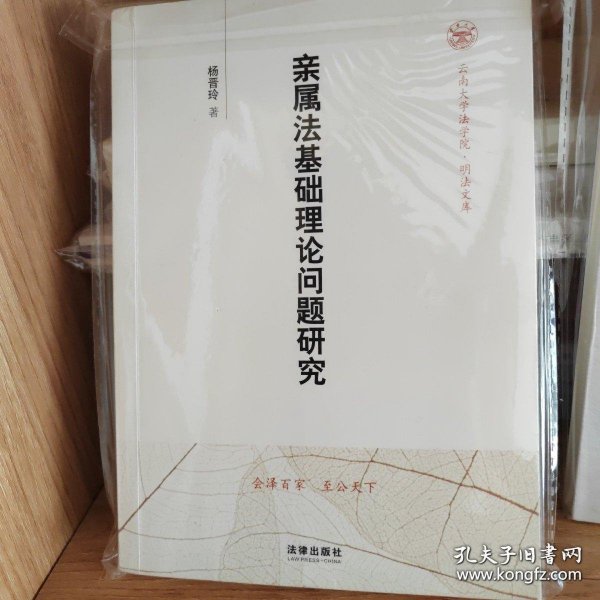 云南大学法学院·明法文库
亲属法基础理论问题研究
杨晋玲 著
会泽百家 至公天下
法律出版社
LAW PRESS·CHINA
孔夫子旧书网
www.kongfz.com